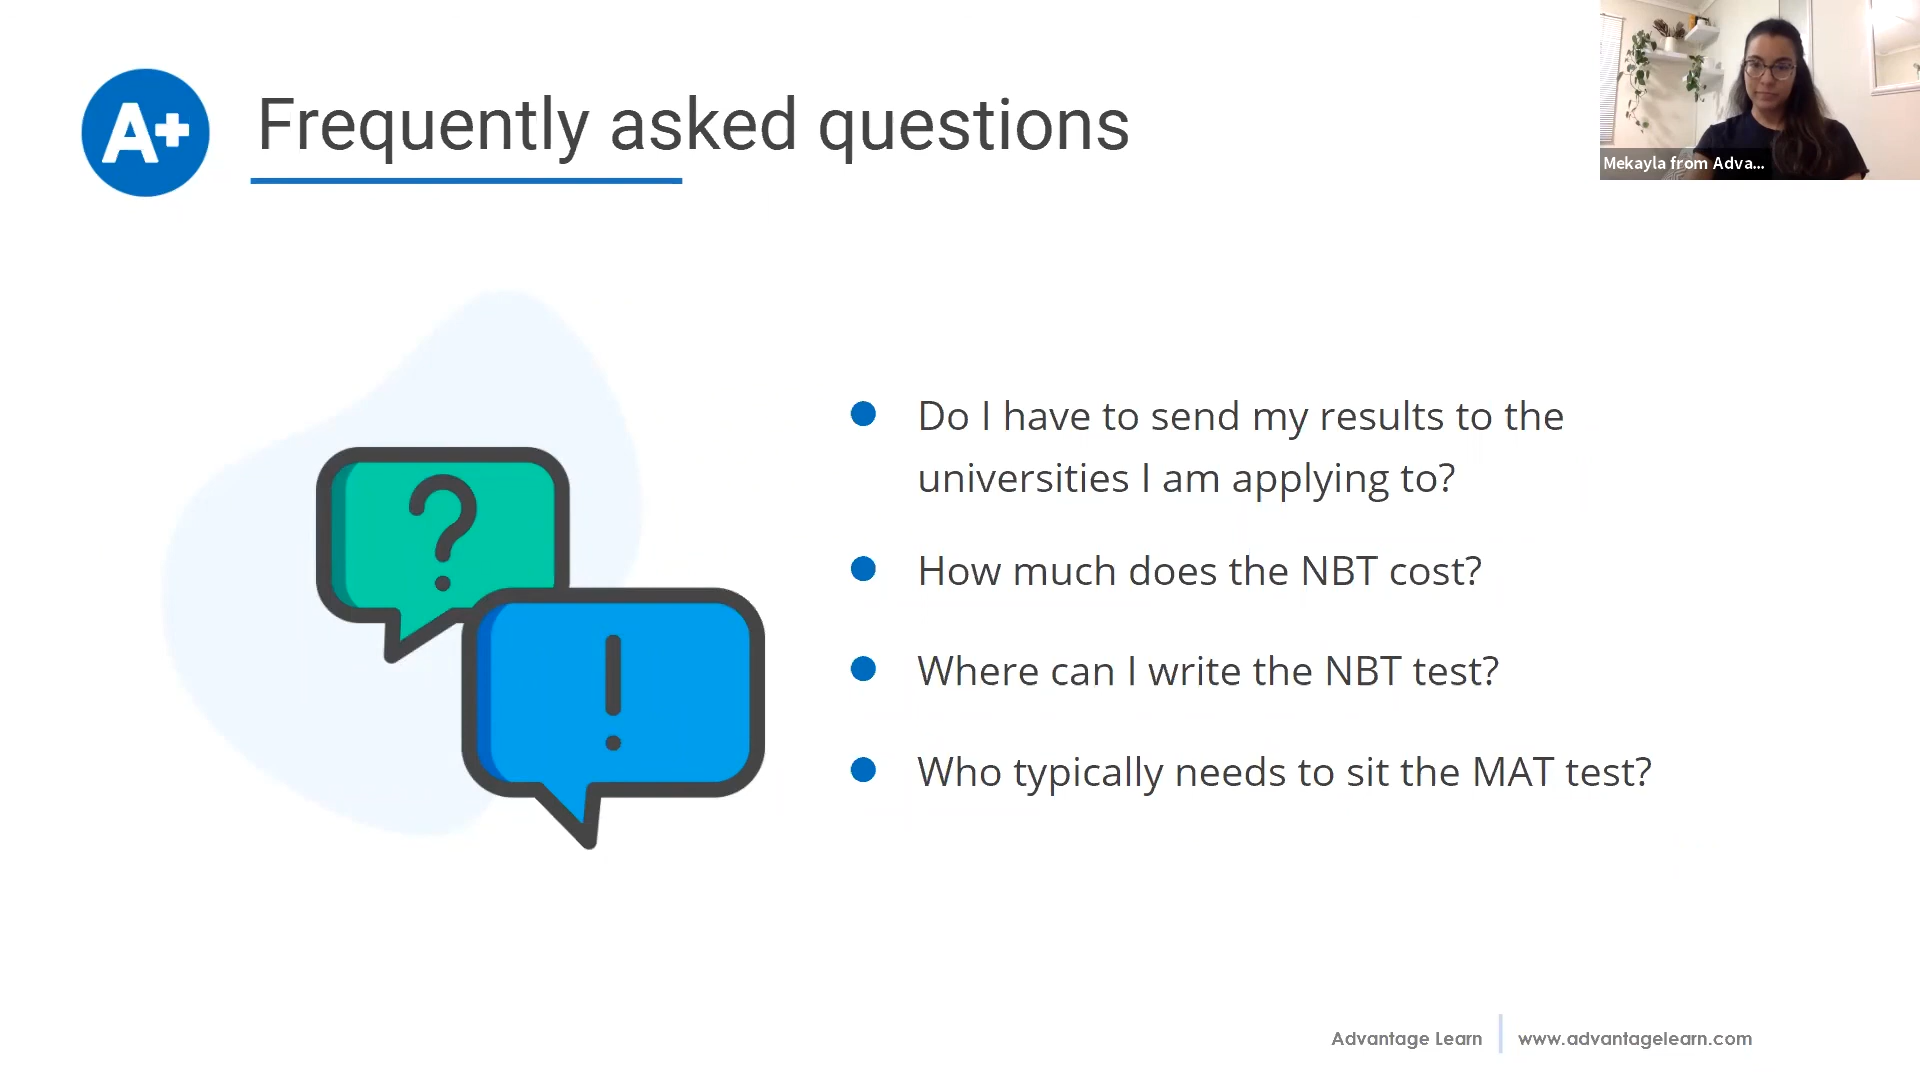 A+
Frequently asked questions
Mekayla from Adva...
?
!
Do I have to send my results to the
universities I am applying to?
How much does the NBT cost?
Where can I write the NBT test?
Who typically needs to sit the MAT test?
Advantage Learn
www.advantagelearn.com